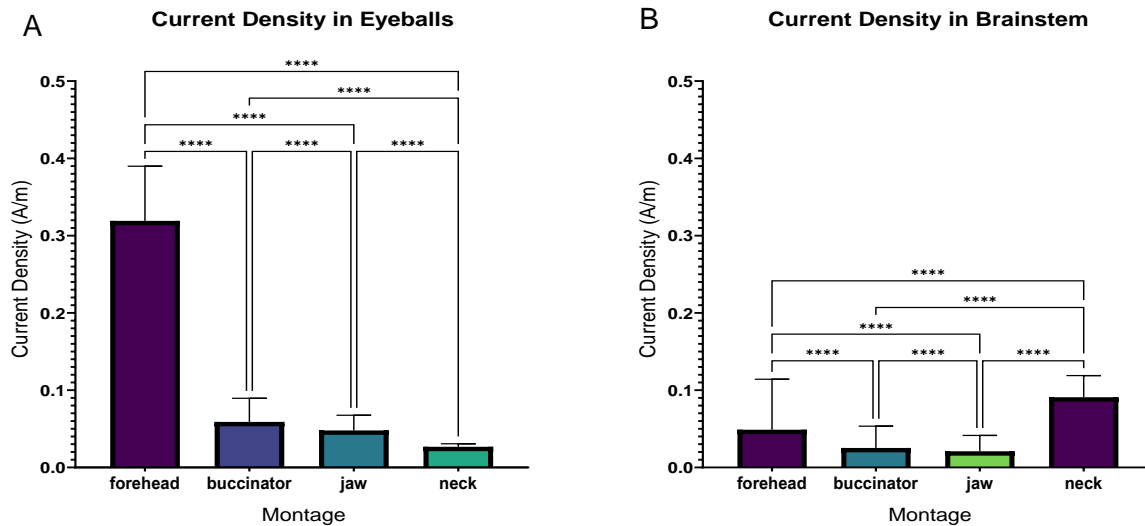 A
Current Density in Eyeballs
****
****
****
**** **** ****
0.5
0.4
0.3
0.2
0.1
0.0
Current Density (A/m)
forehead buccinator jaw neck
Montage
B
Current Density in Brainstem
0.5
0.4
0.3
0.2
0.1
0.0
Current Density (A/m)
****
****
****
**** **** ****
forehead buccinator jaw neck
Montage